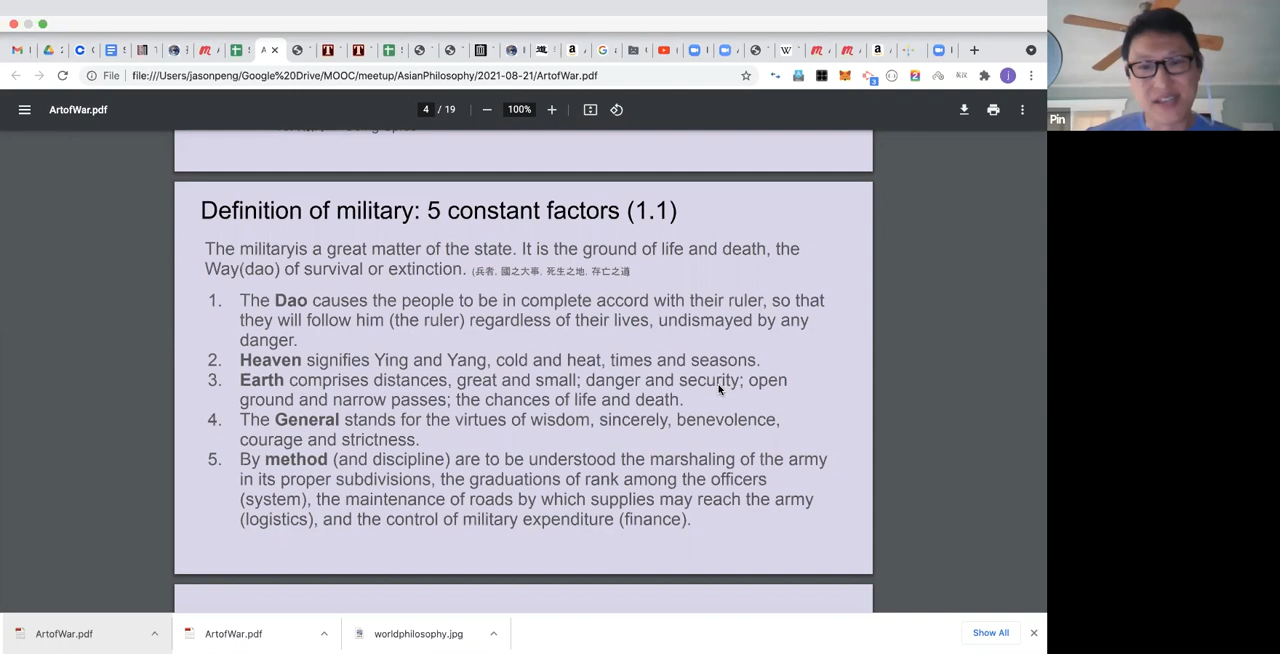 File
file:///Users/jasonpeng/Google%20Drive/MOOC/meetup/AsianPhilosophy/2021-08-21/ArtofWar.pdf
ArtofWar.pdf
4 / 19
100%
Pin
Definition of military: 5 constant factors (1.1)
The militaryis a great matter of the state. It is the ground of life and death, the
Way(dao) of survival or extinction. (兵者, 國之大事, 死生之地, 存亡之道
1. The Dao causes the people to be in complete accord with their ruler, so that
they will follow him (the ruler) regardless of their lives, undismayed by any
danger.
2. Heaven signifies Ying and Yang, cold and heat, times and seasons.
3. Earth comprises distances, great and small; danger and security; open
ground and narrow passes; the chances of life and death.
4. The General stands for the virtues of wisdom, sincerely, benevolence,
courage and strictness.
5. By method (and discipline) are to be understood the marshaling of the army
in its proper subdivisions, the graduations of rank among the officers
(system), the maintenance of roads by which supplies may reach the army
(logistics), and the control of military expenditure (finance).
ArtofWar.pdf
ArtofWar.pdf
worldphilosophy.jpg
Show All